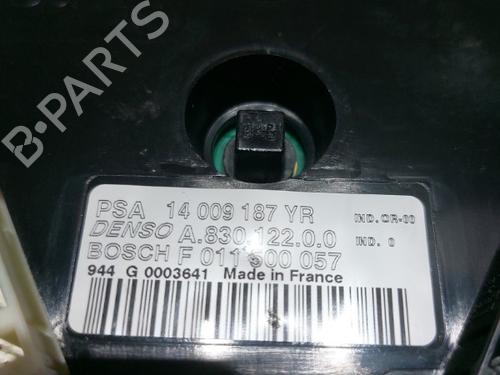 B-PARTS
PSA 14 009 187 YR IND.OR-00
DENSO A.830.122.0.0 IND. 0
BOSCH F 011 500 057
944 G 0003641 Made in France